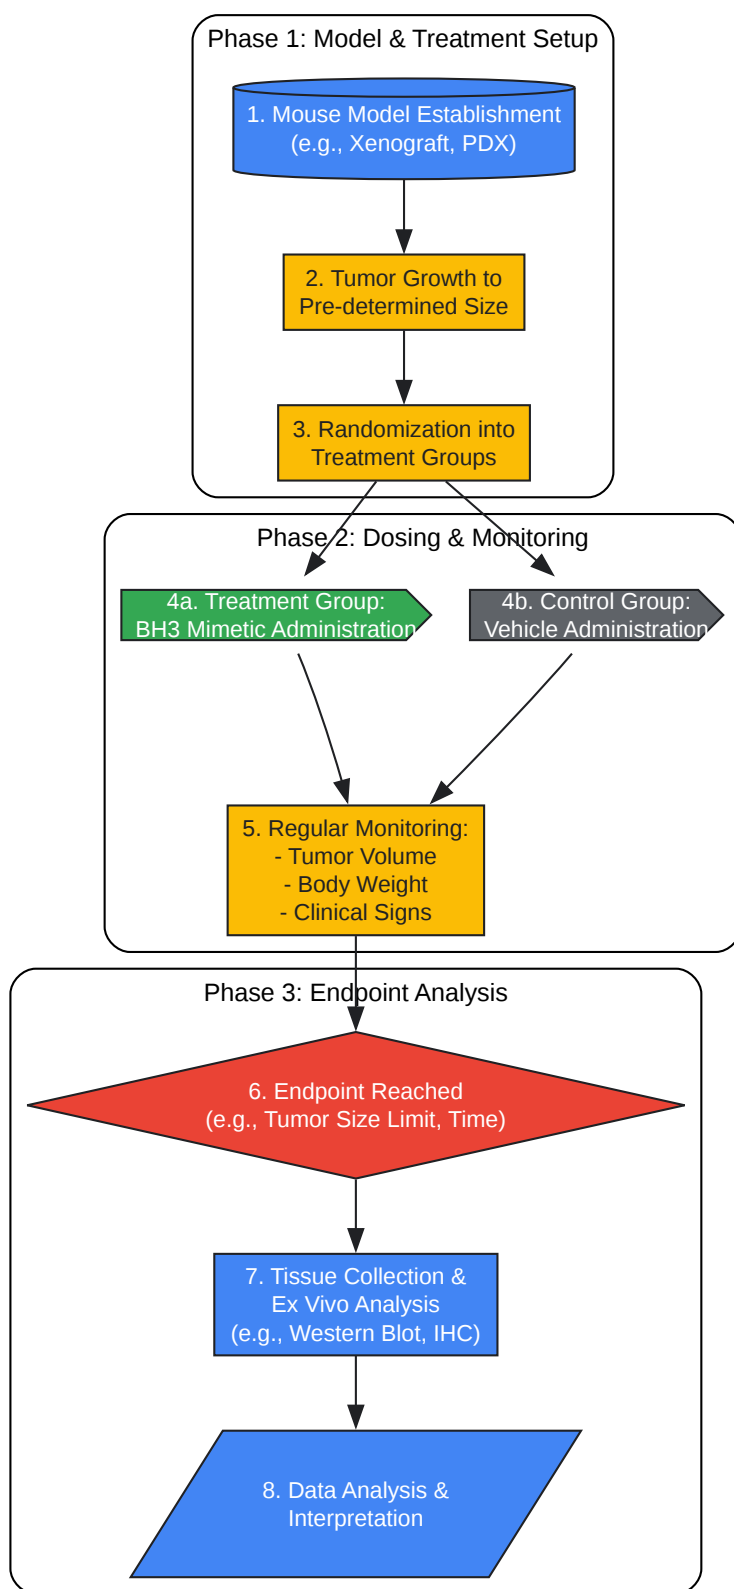 Phase 1: Model & Treatment Setup
1. Mouse Model Establishment
(e.g., Xenograft, PDX)
2. Tumor Growth to
Pre-determined Size
3. Randomization into
Treatment Groups
Phase 2: Dosing & Monitoring
4a. Treatment Group:
BH3 Mimetic Administration
4b. Control Group:
Vehicle Administration
5. Regular Monitoring:
- Tumor Volume
- Body Weight
- Clinical Signs
Phase 3: Endpoint Analysis
6. Endpoint Reached
(e.g., Tumor Size Limit, Time)
7. Tissue Collection &
Ex Vivo Analysis
(e.g., Western Blot, IHC)
8. Data Analysis &
Interpretation